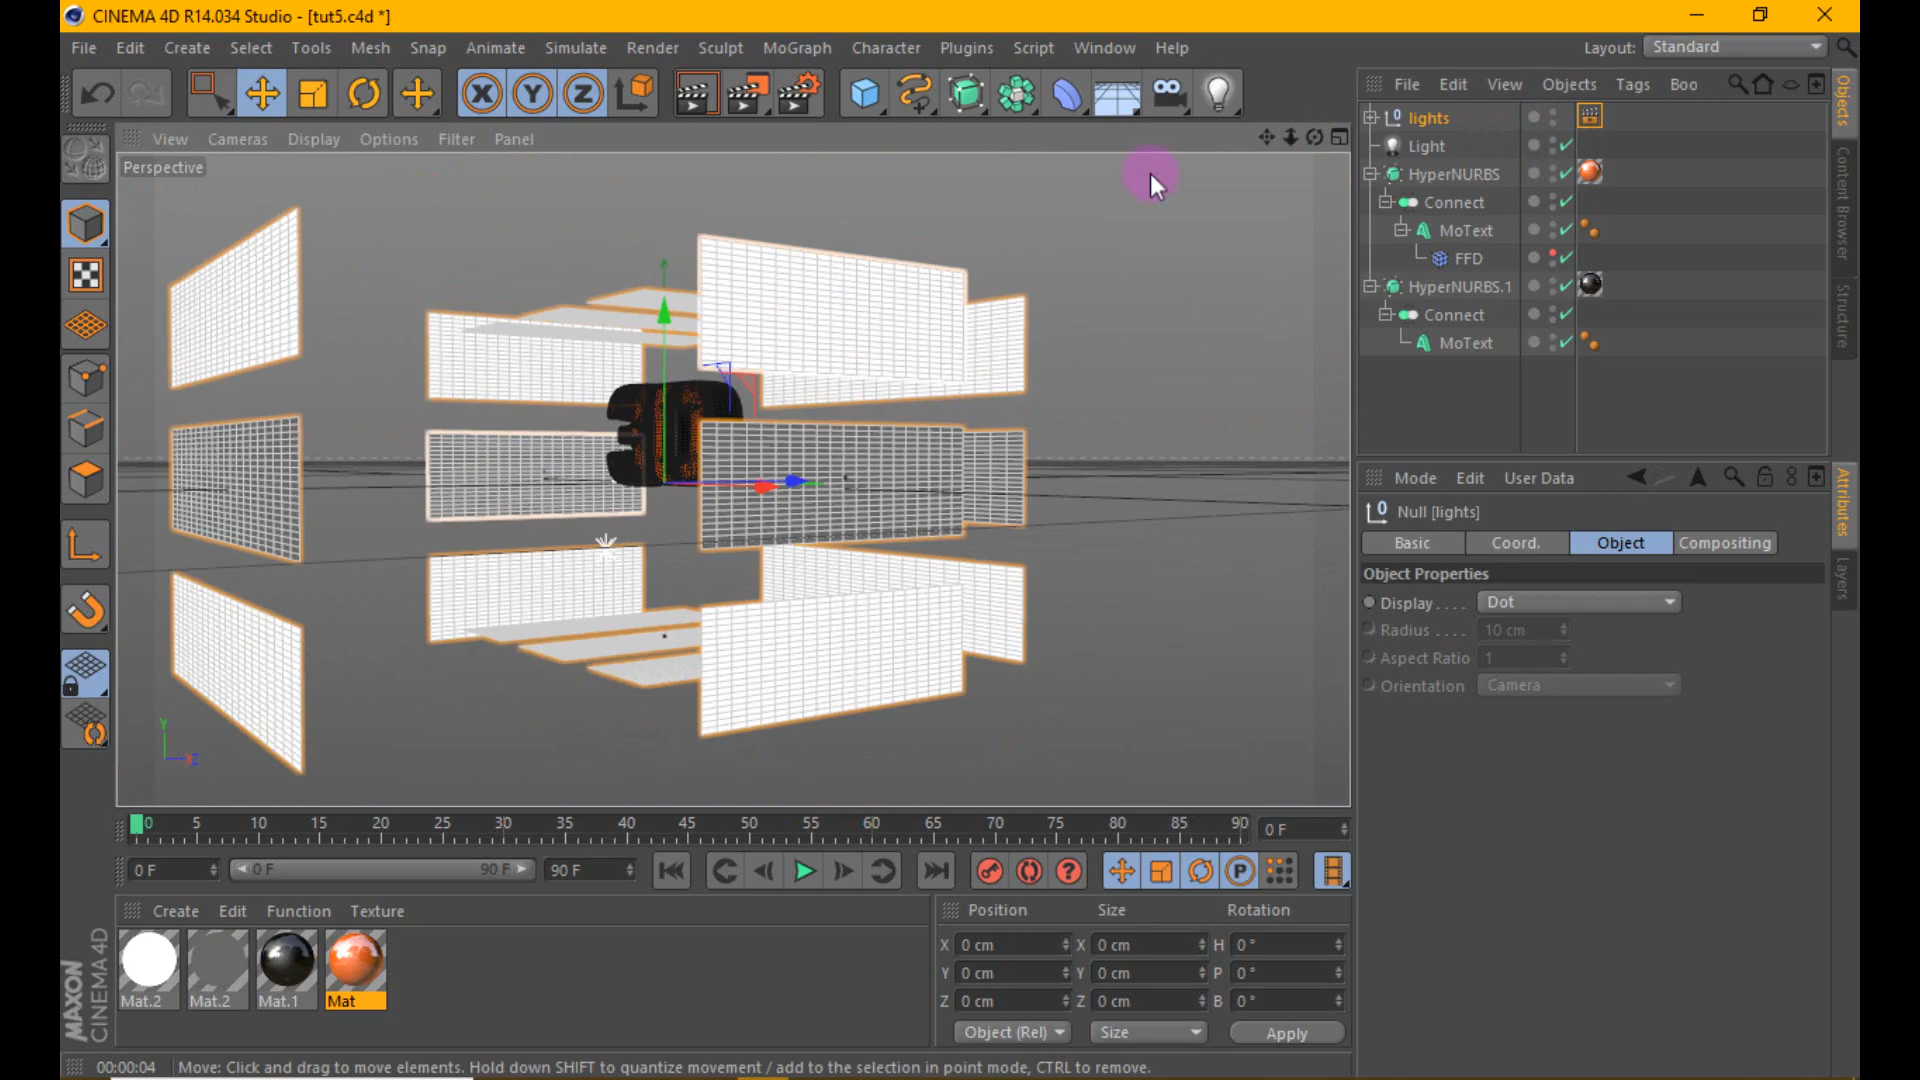 CINEMA 4D R14.034 Studio - [tut5.c4d *]
File Edit Create Select Tools Mesh Snap Animate Simulate Render Sculpt MoGraph Character Plugins Script Window Help
Layout: Standard
File Edit View Objects Tags Boo
View Cameras Display Options Filter Panel
Perspective
lights
Light
HyperNURBS
Connect
MoText
FFD
HyperNURBS.1
Connect
MoText
Objects
Content Browser
Structure
Mode Edit User Data
Null [lights]
Basic Coord. Object Compositing
Object Properties
Display . . . . Dot
Radius . . . . 10 cm
Aspect Ratio 1
Orientation Camera
Attributes
Layers
Y
XZ
0 5 10 15 20 25 30 35 40 45 50 55 60 65 70 75 80 85 90 0 F
0 F 0 F 90 F 90 F
Create Edit Function Texture
Mat.2 Mat.2 Mat.1 Mat
Position Size Rotation
X 0 cm X 0 cm H 0 °
Y 0 cm Y 0 cm P 0 °
Z 0 cm Z 0 cm B 0 °
Object (Rel) Size Apply
MAXON
CINEMA 4D
00:00:04 Move: Click and drag to move elements. Hold down SHIFT to quantize movement / add to the selection in point mode, CTRL to remove.